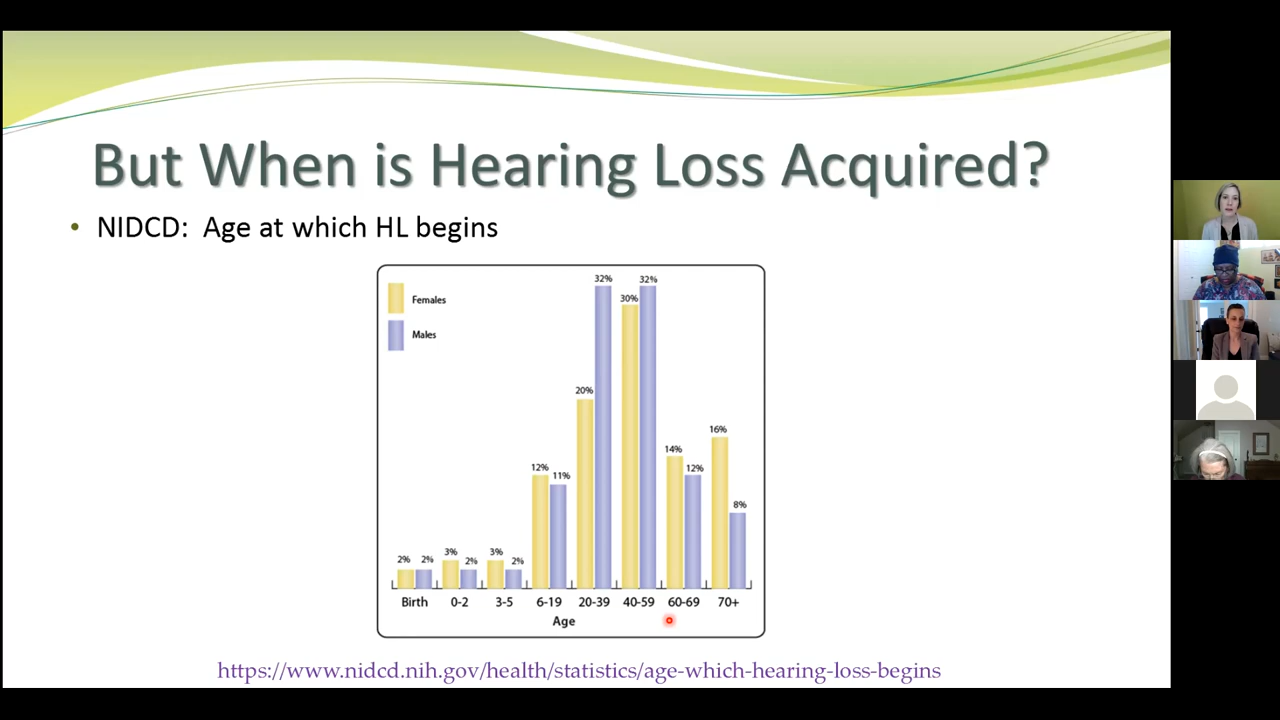 But When is Hearing Loss Acquired?
• NIDCD: Age at which HL begins
Females
Males
2% 2% 3% 2% 3% 2% 12% 11% 20% 32% 30% 32% 14% 12% 16% 8%
Birth 0-2 3-5 6-19 20-39 40-59 60-69 70+
Age
https://www.nidcd.nih.gov/health/statistics/age-which-hearing-loss-begins